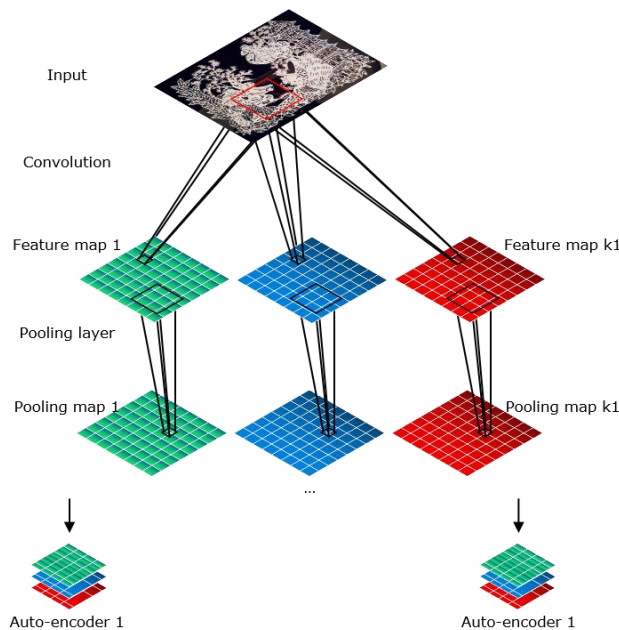 Input
Convolution
Feature map 1
Feature map k1
Pooling layer
Pooling map 1
Pooling map k1
...
Auto-encoder 1
Auto-encoder 1